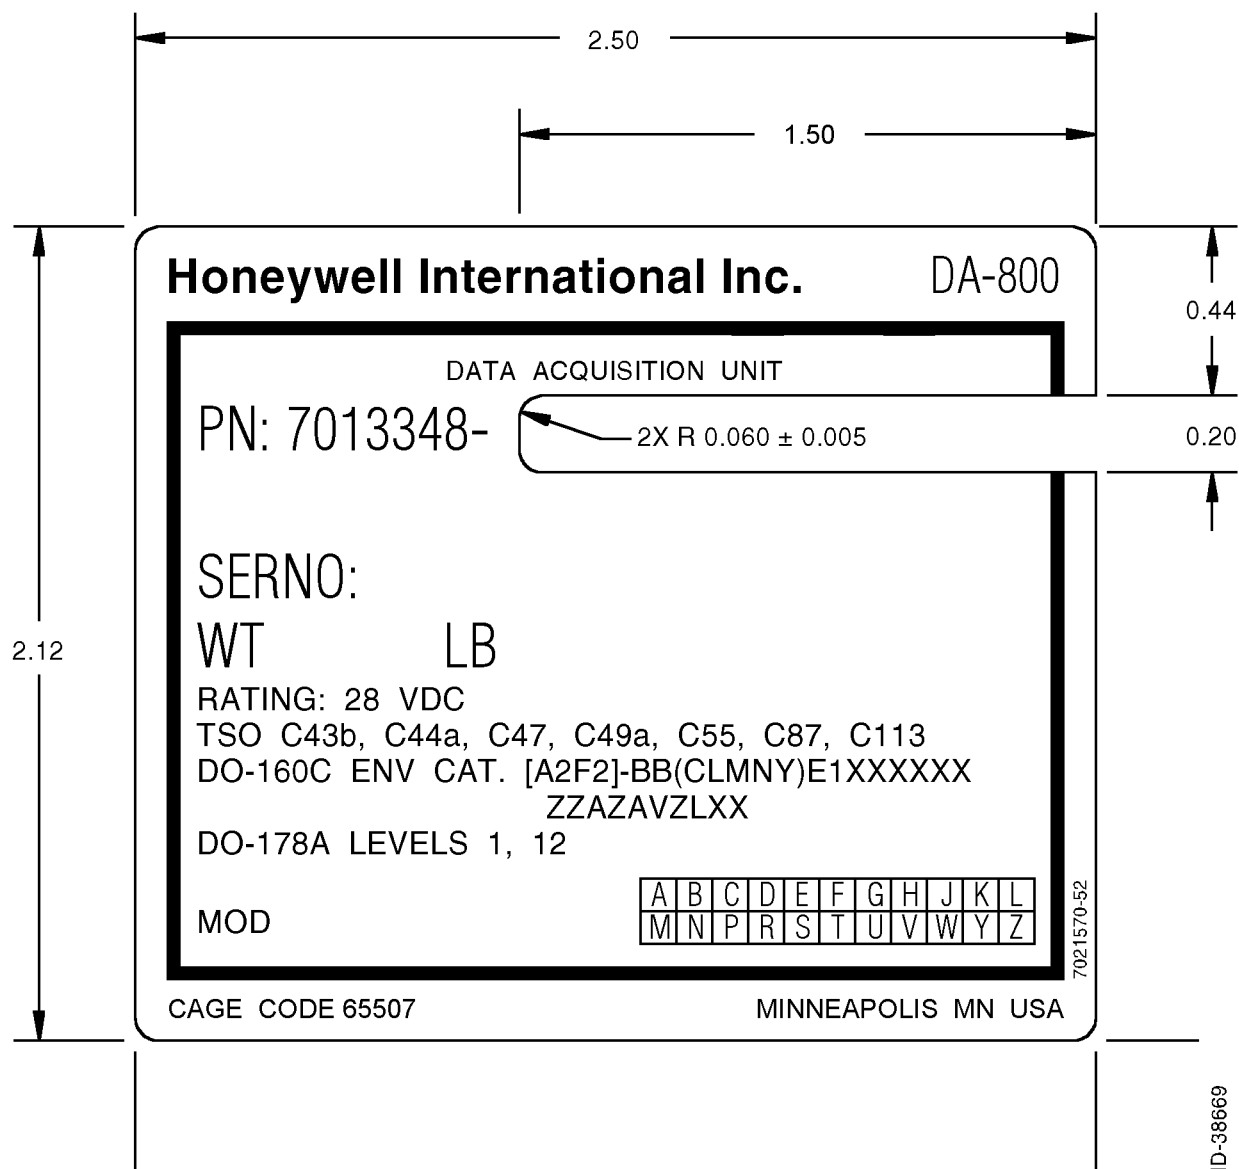 2.50
1.50
Honeywell International Inc. DA-800
0.44
DATA ACQUISITION UNIT
PN: 7013348-
2X R 0.060 ± 0.005
0.20
SERNO:
WT LB
2.12
RATING: 28 VDC
TSO C43b, C44a, C47, C49a, C55, C87, C113
DO-160C ENV CAT. [A2F2]-BB(CLMNY)E1XXXXXX
ZZAZAVZLXX
DO-178A LEVELS 1, 12
A B C D E F G H J K L
MOD
M N P R S T U V W Y Z
7021570-52
CAGE CODE 65507 MINNEAPOLIS MN USA
ID-38669